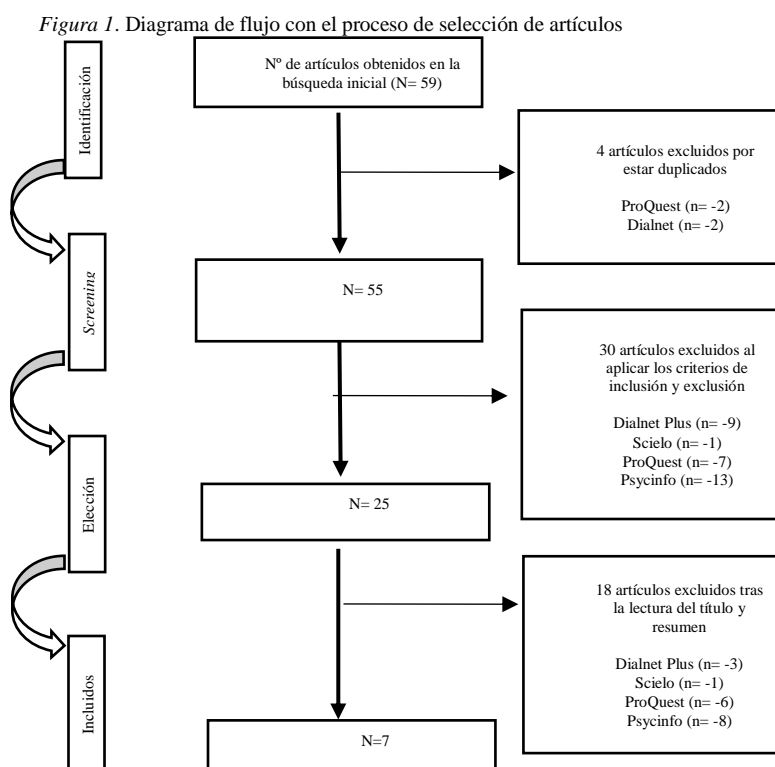 Figura 1. Diagrama de flujo con el proceso de selección de artículos
Identificación
Nº de artículos obtenidos en la
búsqueda inicial (N= 59)
4 artículos excluidos por
estar duplicados
ProQuest (n= -2)
Dialnet (n= -2)
Screening
N= 55
30 artículos excluidos al
aplicar los criterios de
inclusión y exclusión
Dialnet Plus (n= -9)
Scielo (n= -1)
ProQuest (n= -7)
Psycinfo (n= -13)
Elección
N= 25
18 artículos excluidos tras
la lectura del título y
resumen
Dialnet Plus (n= -3)
Scielo (n= -1)
ProQuest (n= -6)
Psycinfo (n= -8)
Incluidos
N=7